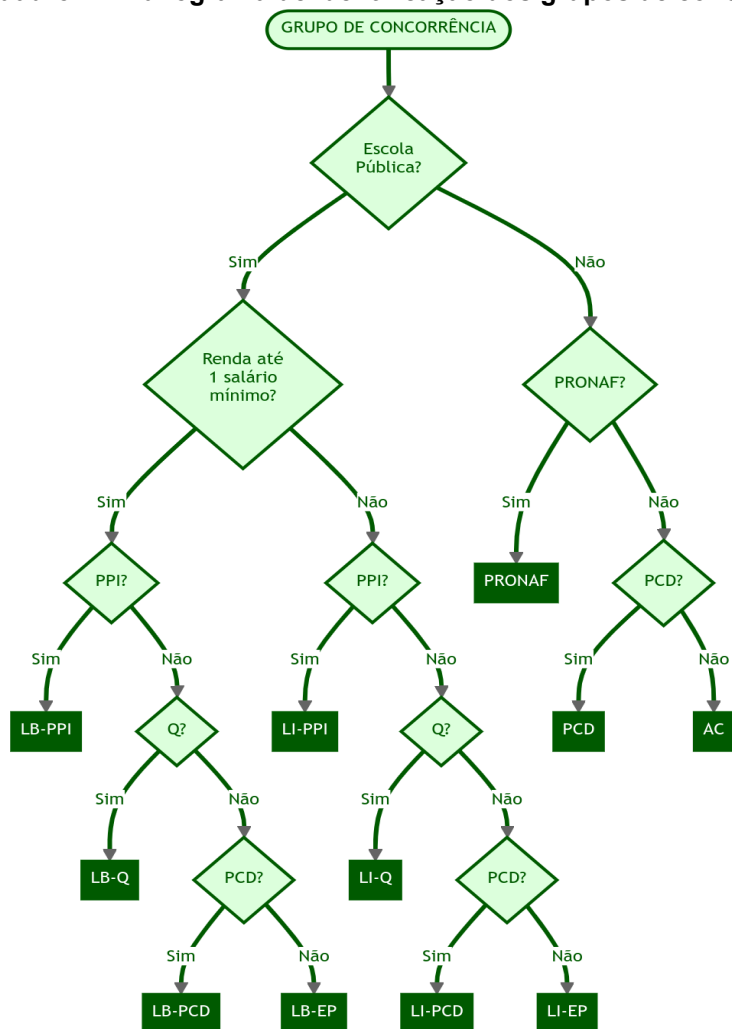 GRUPO DE CONCORRÊNCIA
Escola
Pública?
Sim
Não
Renda até
1 salário
mínimo?
PRONAF?
Sim
Não
Sim
Não
PPI?
PPI?
PRONAF
PCD?
Sim
Não
Sim
Não
Sim
Não
LB-PPI
Q?
LI-PPI
Q?
PCD
AC
Sim
Não
Sim
Não
LB-Q
PCD?
LI-Q
PCD?
Sim
Não
Sim
Não
LB-PCD
LB-EP
LI-PCD
LI-EP